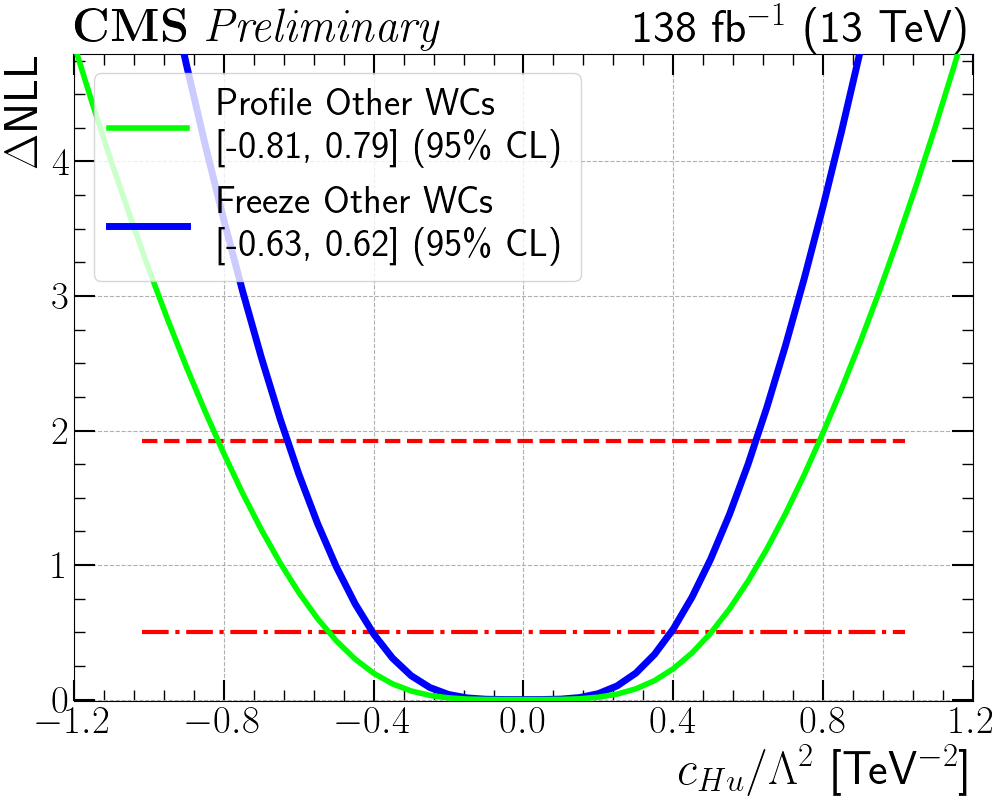 CMS Preliminary 138 fb⁻¹ (13 TeV)
ΔNLL
Profile Other WCs
[-0.81, 0.79] (95% CL)
Freeze Other WCs
[-0.63, 0.62] (95% CL)
4
3
2
1
0
−1.2 −0.8 −0.4 0.0 0.4 0.8 1.2
c_{Hu}/Λ² [TeV⁻²]